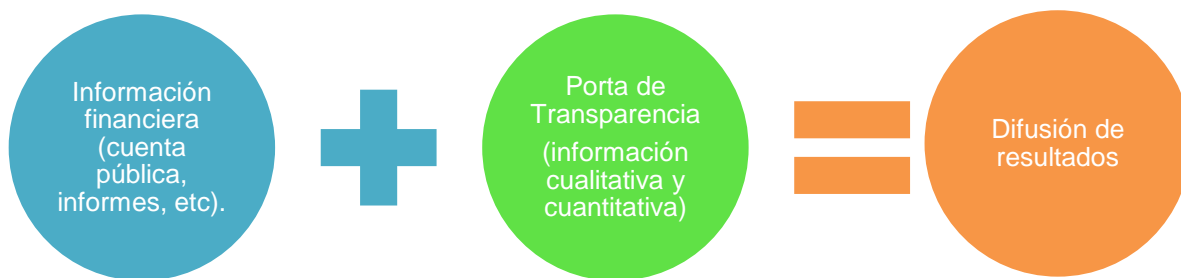 Información
financiera
(cuenta
pública,
informes, etc).
Porta de
Transparencia
(información
cualitativa y
cuantitativa)
Difusión de
resultados